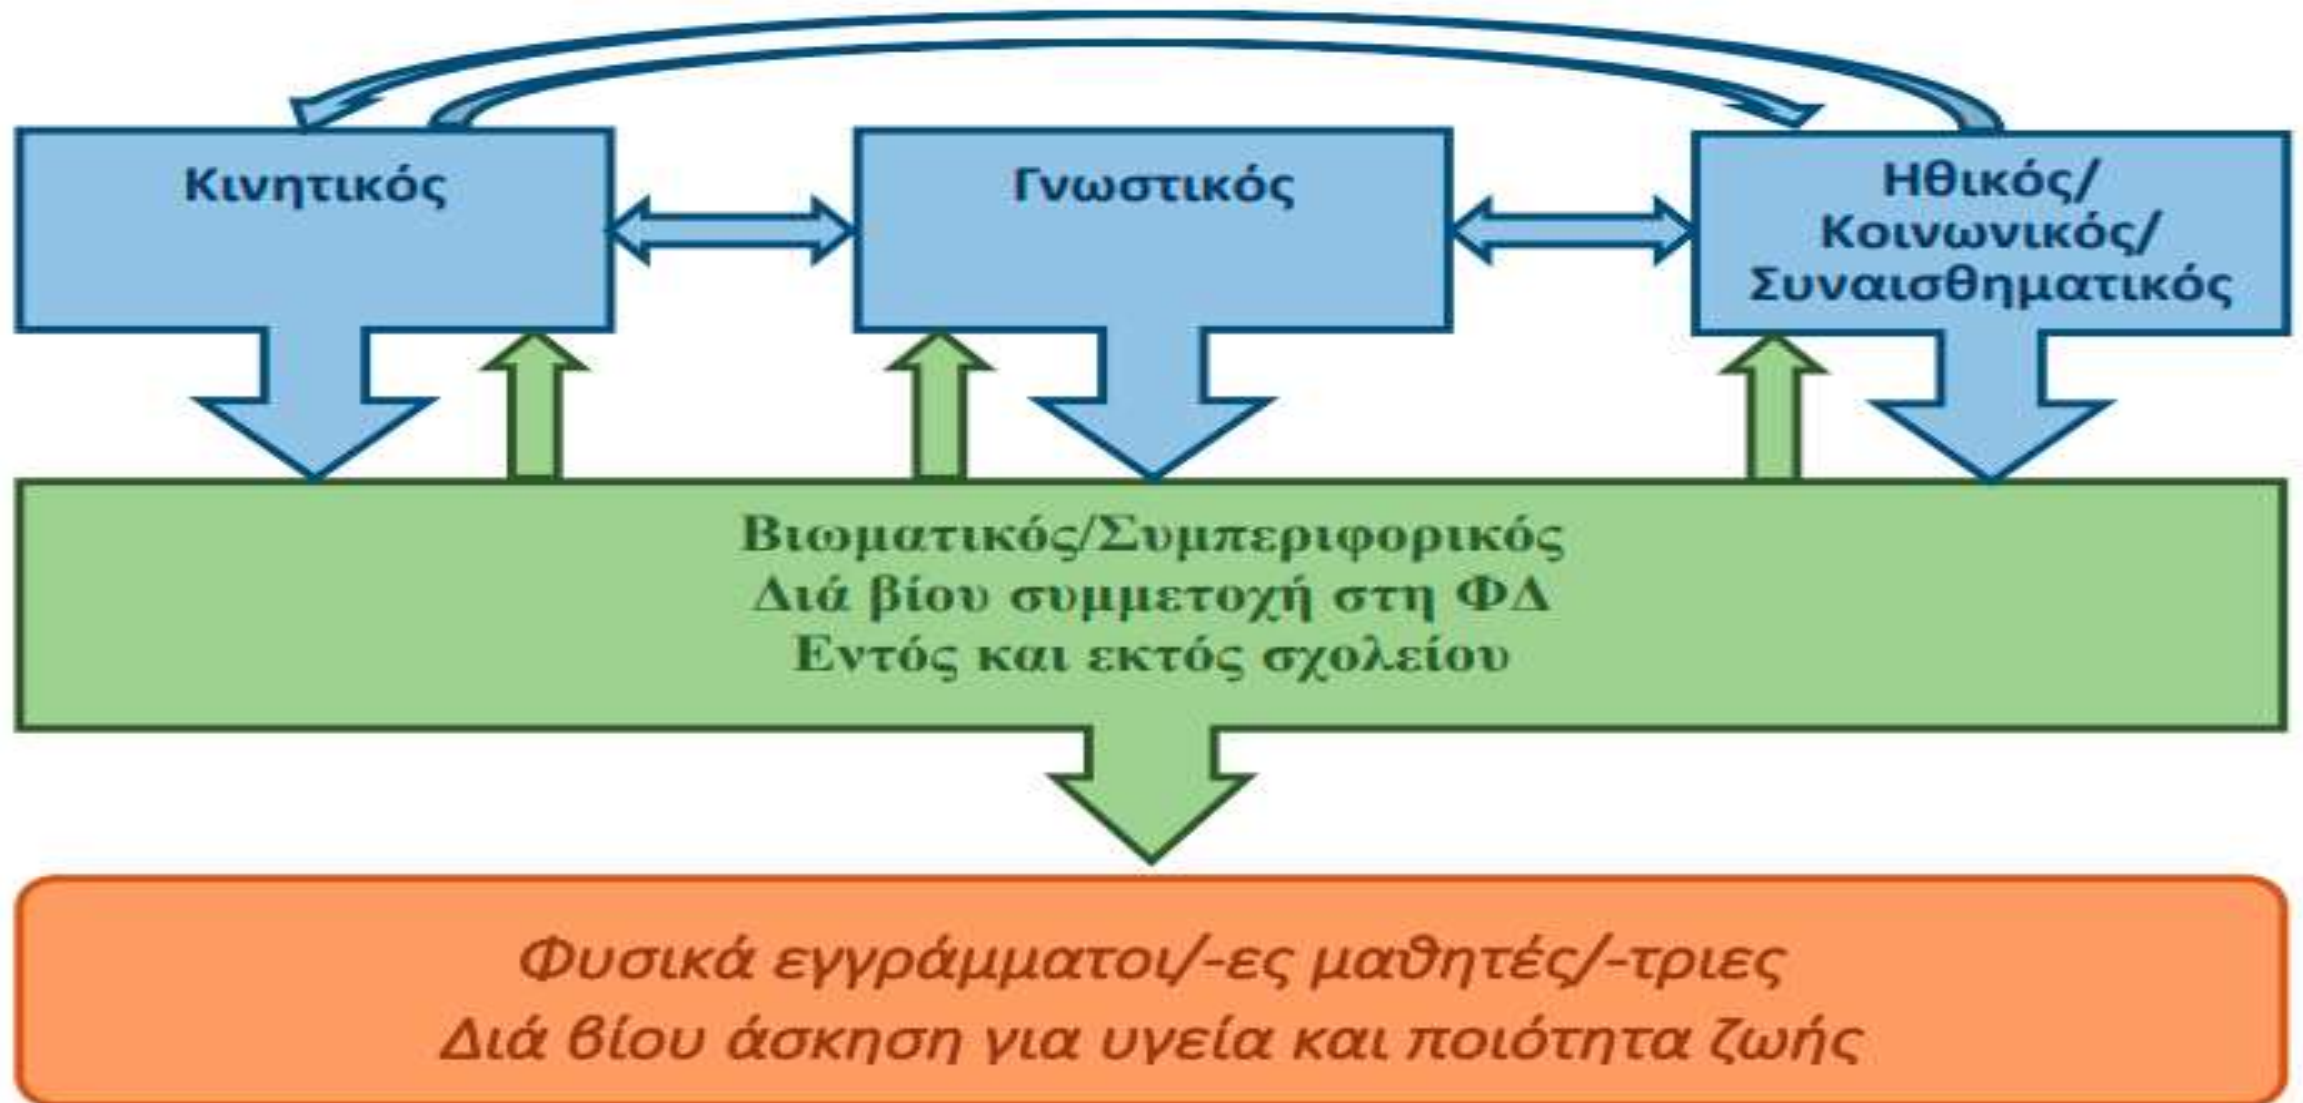 Κινητικός
Γνωστικός
Ηθικός/
Κοινωνικός/
Συναισθηματικός
Βιωματικός/Συμπεριφορικός
Διά βίου συμμετοχή στη ΦΔ
Εντός και εκτός σχολείου
Φυσικά εγγράμματοι/-ες μαθητές/-τριες
Διά βίου άσκηση για υγεία και ποιότητα ζωής